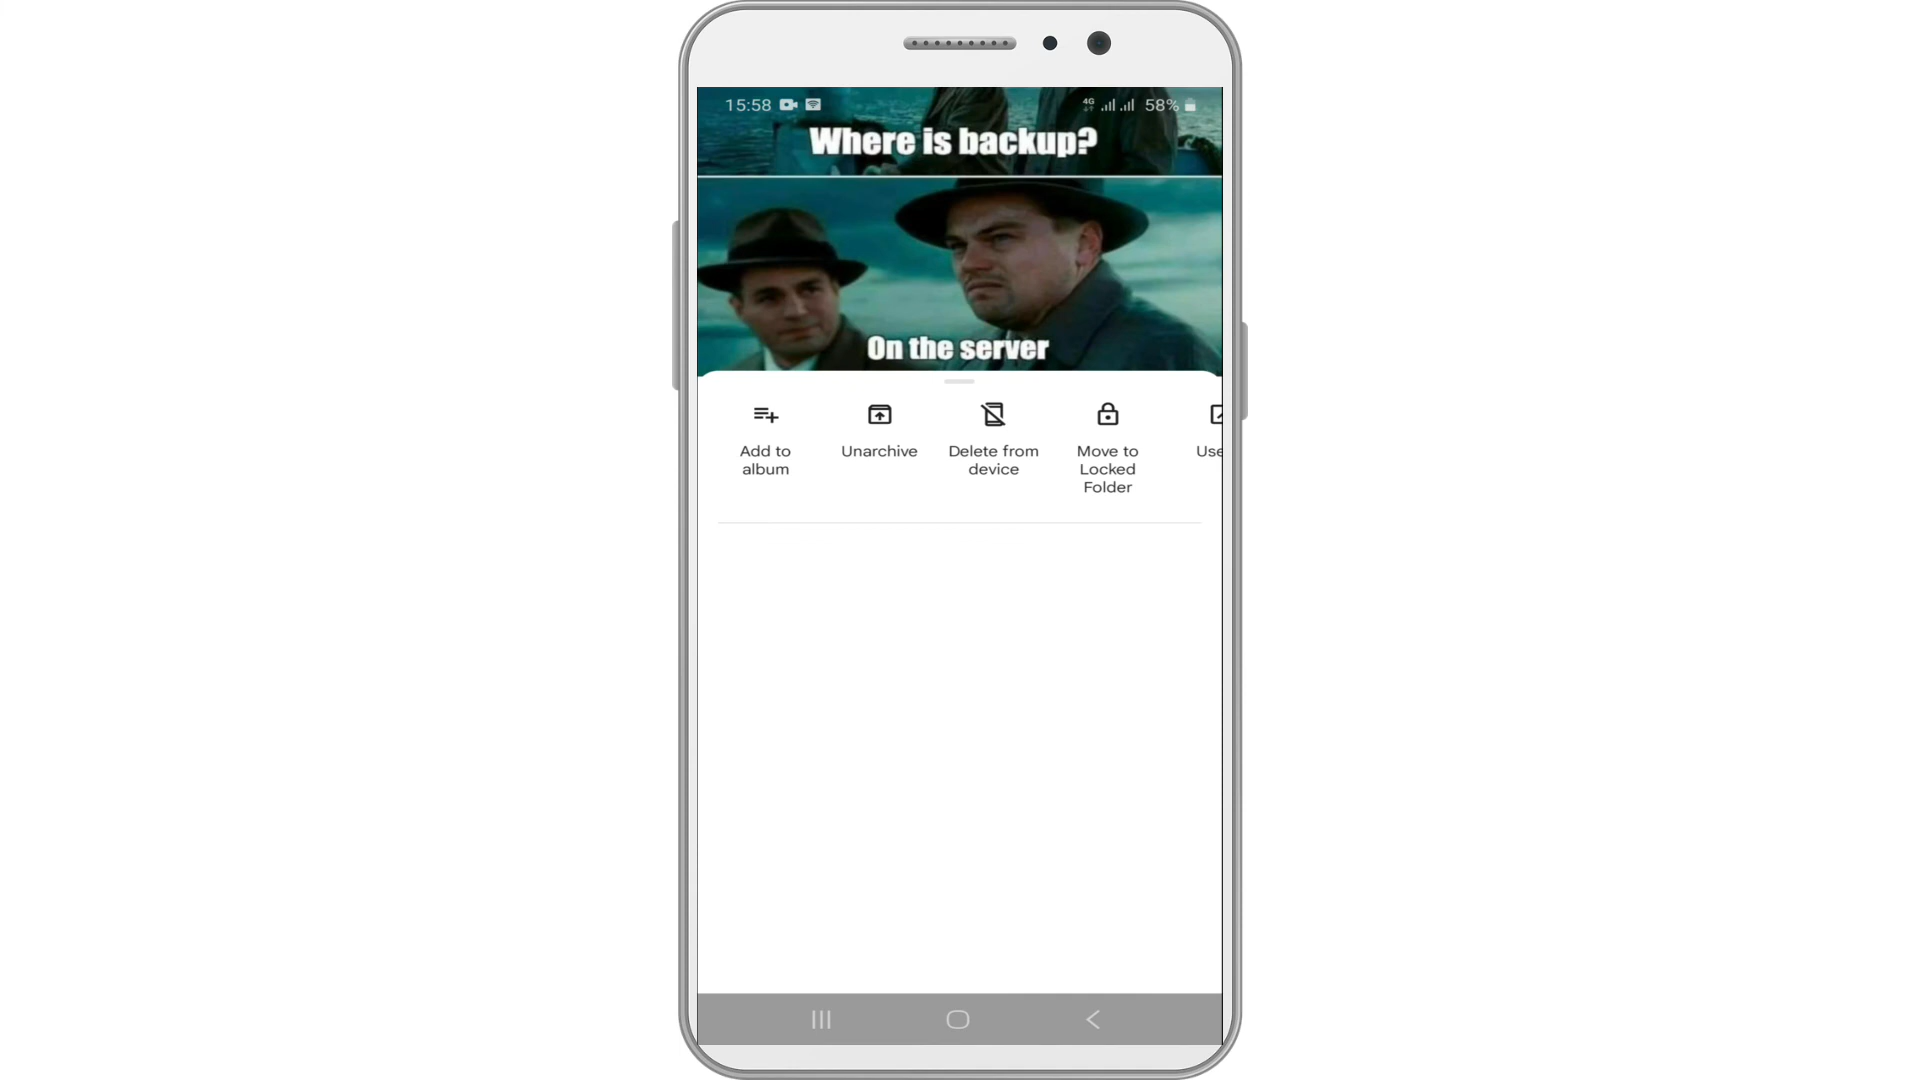 15:58 4G 58%
Where is backup?
On the server
Add to
album
Unarchive
Delete from
device
Move to
Locked
Folder
Use